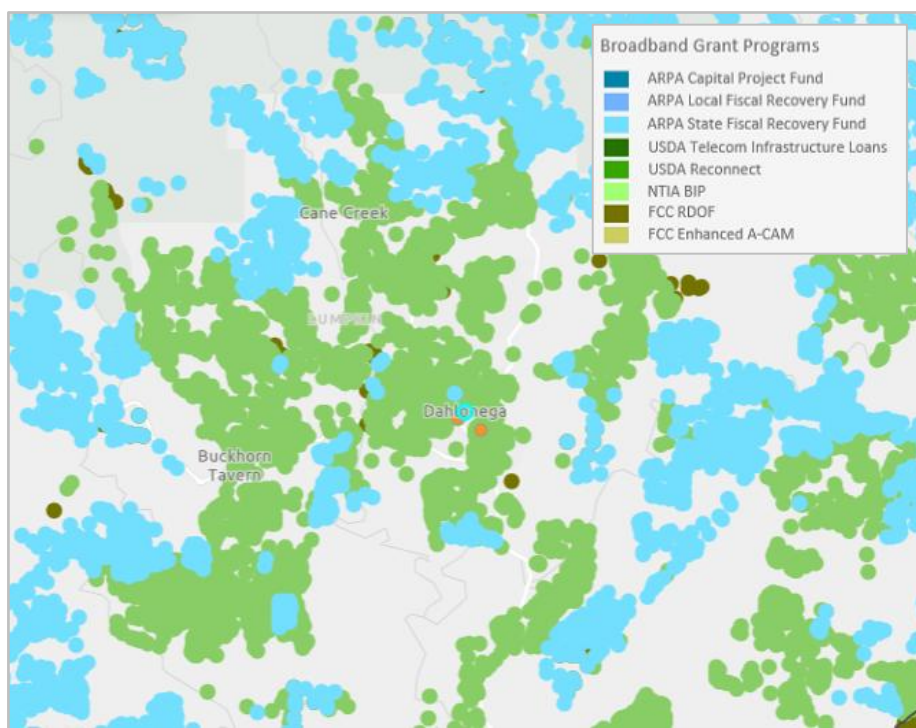 Broadband Grant Programs
ARPA Capital Project Fund
ARPA Local Fiscal Recovery Fund
ARPA State Fiscal Recovery Fund
USDA Telecom Infrastructure Loans
USDA Reconnect
NTIA BIP
FCC RDOF
FCC Enhanced A-CAM
Cane Creek
LUMPKIN
Dahlonega
Buckhorn
Tavern